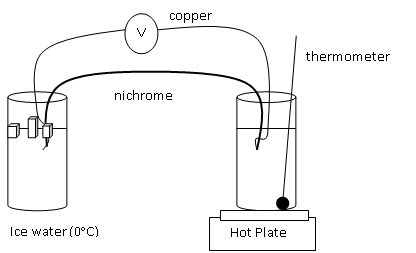 copper
V
thermometer
nichrome
Ice water (0°C)
Hot Plate